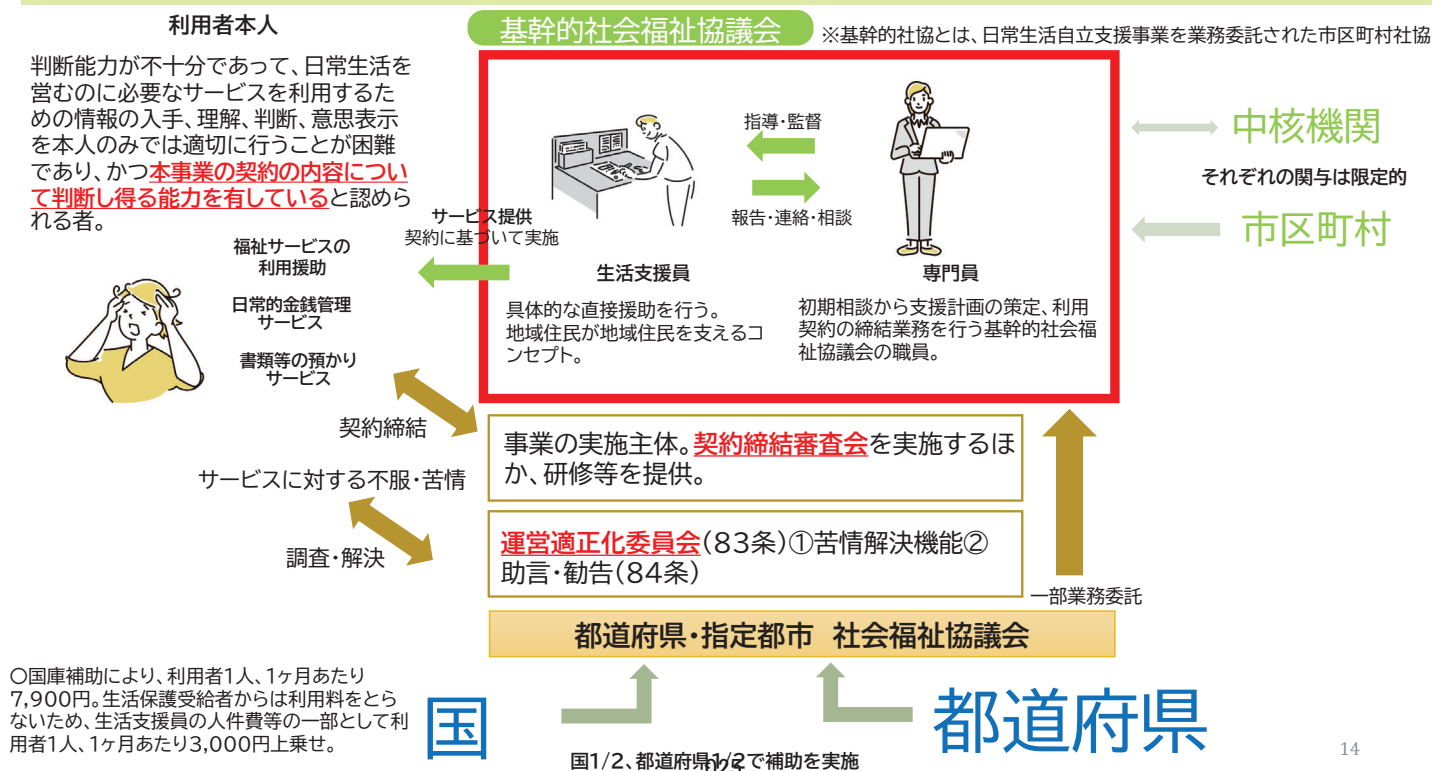 利用者本人
判断能力が不十分であって、日常生活を
営むのに必要なサービスを利用するた
めの情報の入手、理解、判断、意思表示
を本人のみでは適切に行うことが困難
であり、かつ本事業の契約の内容につい
て判断し得る能力を有していると認めら
れる者。
基幹的社会福祉協議会
※基幹的社協とは、日常生活自立支援事業を業務委託された市区町村社協
指導・監督
報告・連絡・相談
生活支援員
具体的な直接援助を行う。
地域住民が地域住民を支えるコ
ンセプト。
専門員
初期相談から支援計画の策定、利用
契約の締結業務を行う基幹的社会福
祉協議会の職員。
中核機関
それぞれの関与は限定的
市区町村
サービス提供
契約に基づいて実施
福祉サービスの
利用援助
日常的金銭管理
サービス
書類等の預かり
サービス
契約締結
サービスに対する不服・苦情
調査・解決
事業の実施主体。契約締結審査会を実施するほ
か、研修等を提供。
運営適正化委員会(83条)①苦情解決機能②
助言・勧告(84条)
一部業務委託
都道府県・指定都市 社会福祉協議会
〇国庫補助により、利用者1人、1ヶ月あたり
7,900円。生活保護受給者からは利用料をとら
ないため、生活支援員の人件費等の一部として利
用者1人、1ヶ月あたり3,000円上乗せ。
国
都道府県
国1/2、都道府県1/2で補助を実施
025
14